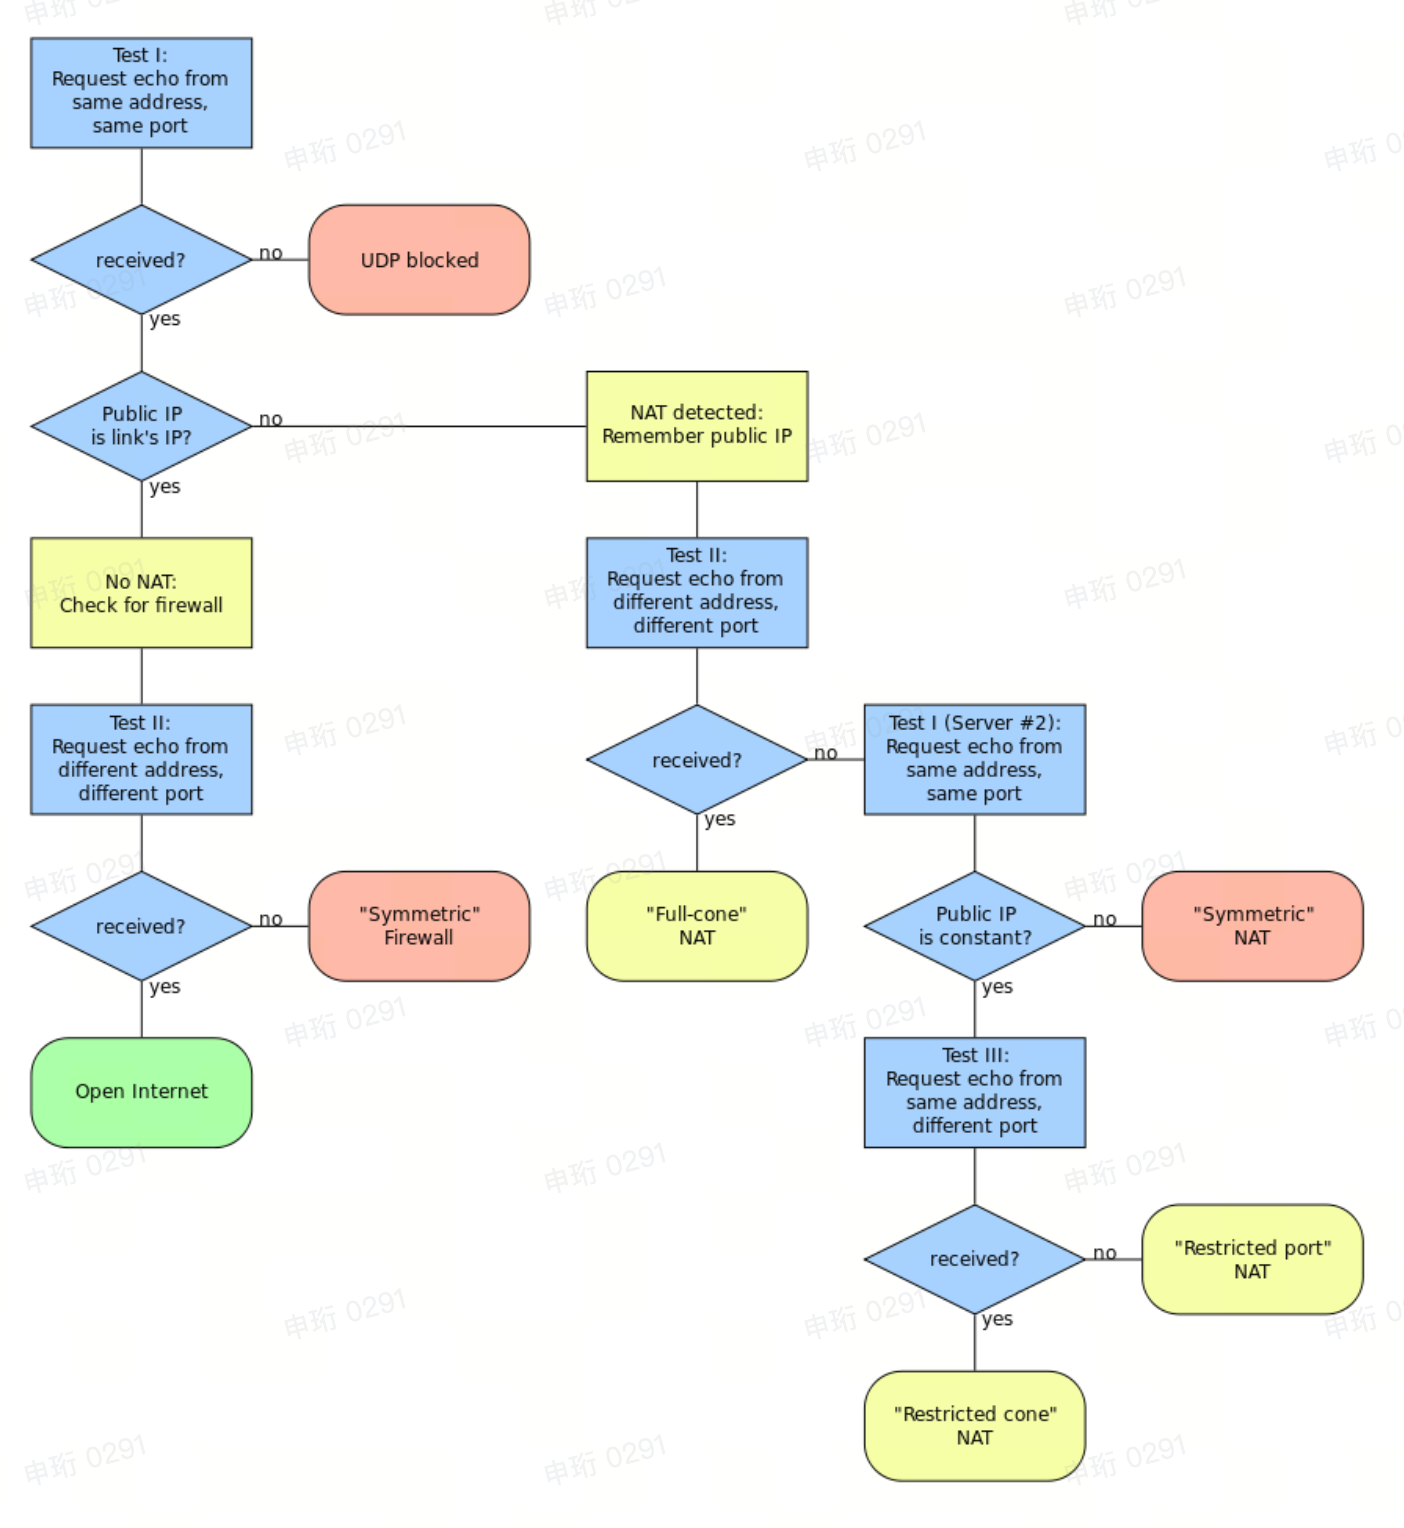 Test I:
Request echo from
same address,
same port
received?
no
UDP blocked
yes
Public IP
is link's IP?
no
NAT detected:
Remember public IP
yes
No NAT:
Check for firewall
Test II:
Request echo from
different address,
different port
Test II:
Request echo from
different address,
different port
received?
no
Test I (Server #2):
Request echo from
same address,
same port
yes
received?
no
"Symmetric"
Firewall
"Full-cone"
NAT
Public IP
is constant?
no
"Symmetric"
NAT
yes
yes
Open Internet
Test III:
Request echo from
same address,
different port
received?
no
"Restricted port"
NAT
yes
"Restricted cone"
NAT
申珩 0291